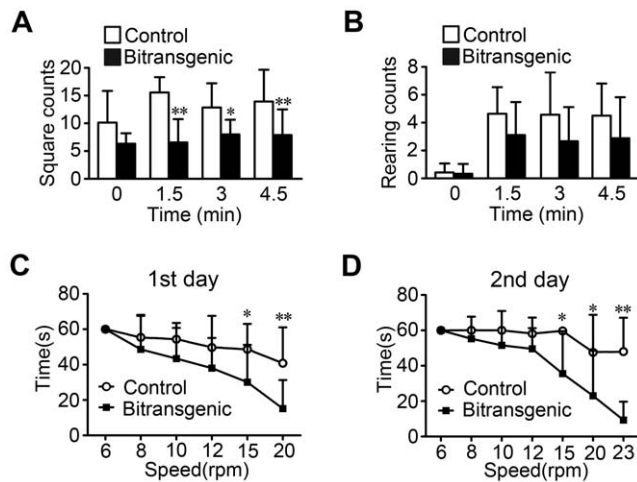 A
Control
Bitransgenic
Square counts
20
15
10
5
0
**
*
**
0 1.5 3 4.5
Time (min)
B
Control
Bitransgenic
Rearing counts
8
6
4
2
0
0 1.5 3 4.5
Time (min)
C
1st day
Time(s)
80
60
40
20
0
*
**
Control
Bitransgenic
6 8 10 12 15 20
Speed(rpm)
D
2nd day
Time(s)
80
60
40
20
0
*
*
**
Control
Bitransgenic
6 8 10 12 15 20 23
Speed(rpm)